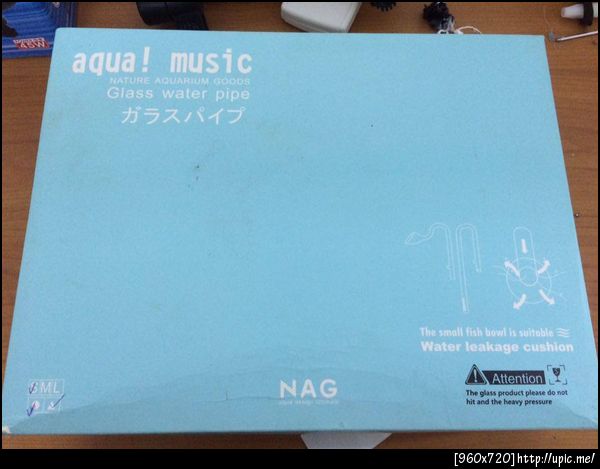 45W
aqua! music
NATURE AQUARIUM GOODS
Glass water pipe
ガラスパイプ
The small fish bowl is suitable
Water leakage cushion
Attention
The glass product please do not
hit and the heavy pressure
S M L
NAG
[960x720]http://upic.me/